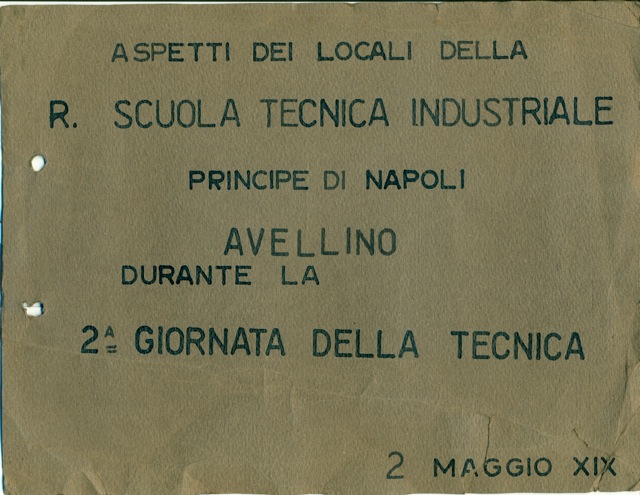 ASPETTI DEI LOCALI DELLA
R. SCUOLA TECNICA INDUSTRIALE
PRINCIPE DI NAPOLI
AVELLINO
DURANTE LA
2ᴬ GIORNATA DELLA TECNICA
2 MAGGIO XIX